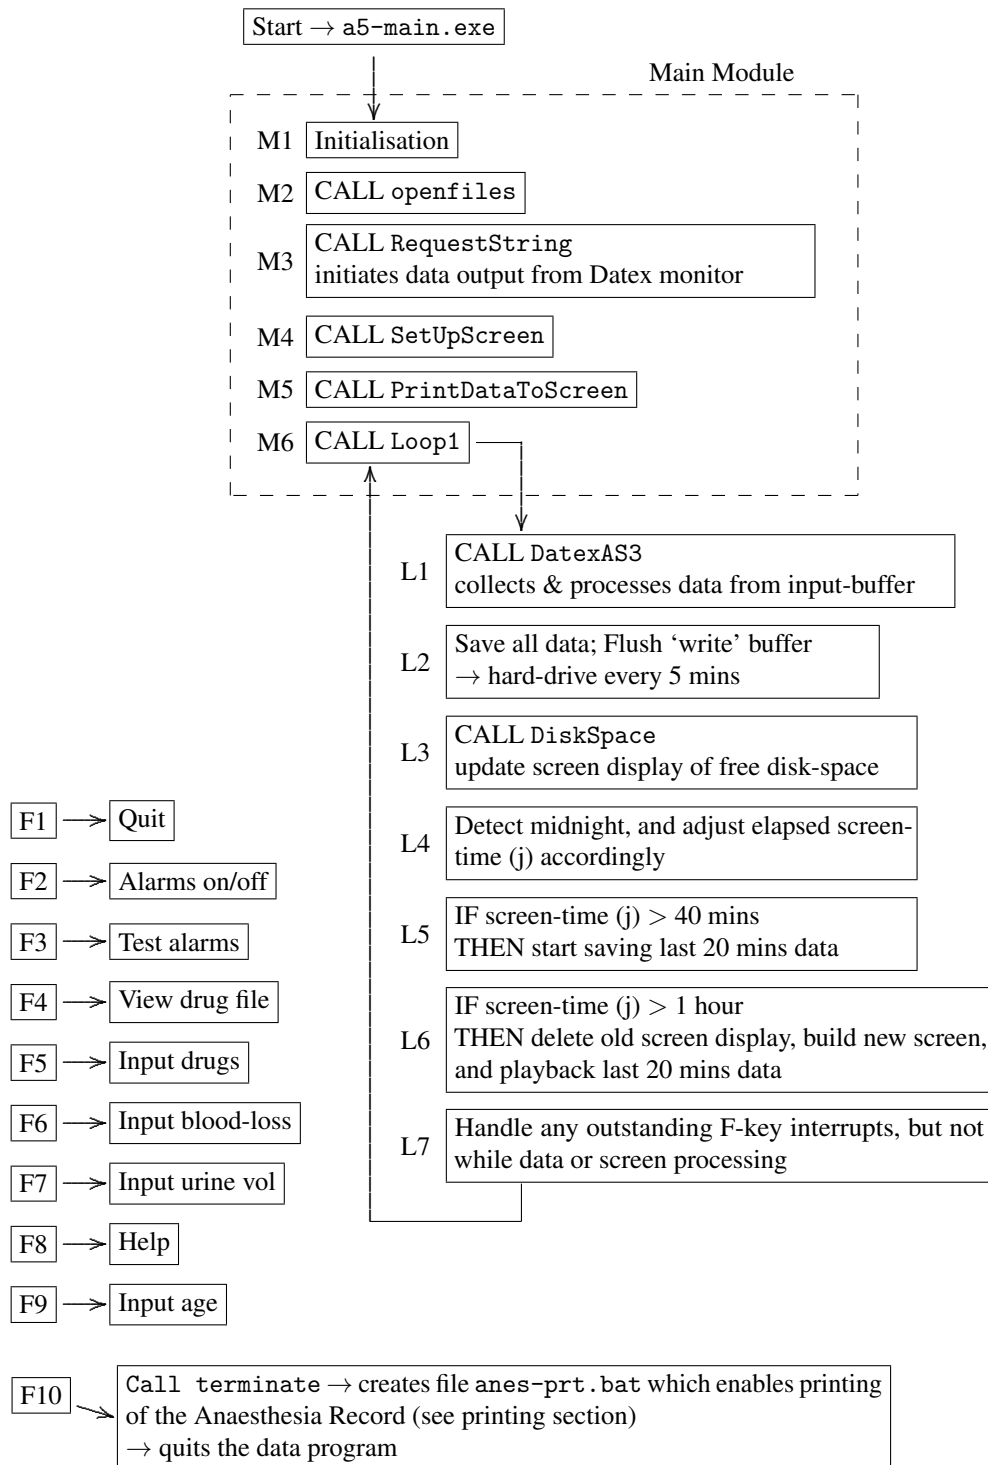 Start → a5-main.exe
Main Module
M1 Initialisation
M2 CALL openfiles
M3 CALL RequestString
initiates data output from Datex monitor
M4 CALL SetUpScreen
M5 CALL PrintDataToScreen
M6 CALL Loop1
L1 CALL DatexAS3
collects & processes data from input-buffer
L2 Save all data; Flush ‘write’ buffer
→ hard-drive every 5 mins
L3 CALL DiskSpace
update screen display of free disk-space
L4 Detect midnight, and adjust elapsed screen-
time (j) accordingly
L5 IF screen-time (j) > 40 mins
THEN start saving last 20 mins data
L6 IF screen-time (j) > 1 hour
THEN delete old screen display, build new screen,
and playback last 20 mins data
L7 Handle any outstanding F-key interrupts, but not
while data or screen processing
F1 Quit
F2 Alarms on/off
F3 Test alarms
F4 View drug file
F5 Input drugs
F6 Input blood-loss
F7 Input urine vol
F8 Help
F9 Input age
F10 Call terminate → creates file anes-prt.bat which enables printing
of the Anaesthesia Record (see printing section)
→ quits the data program